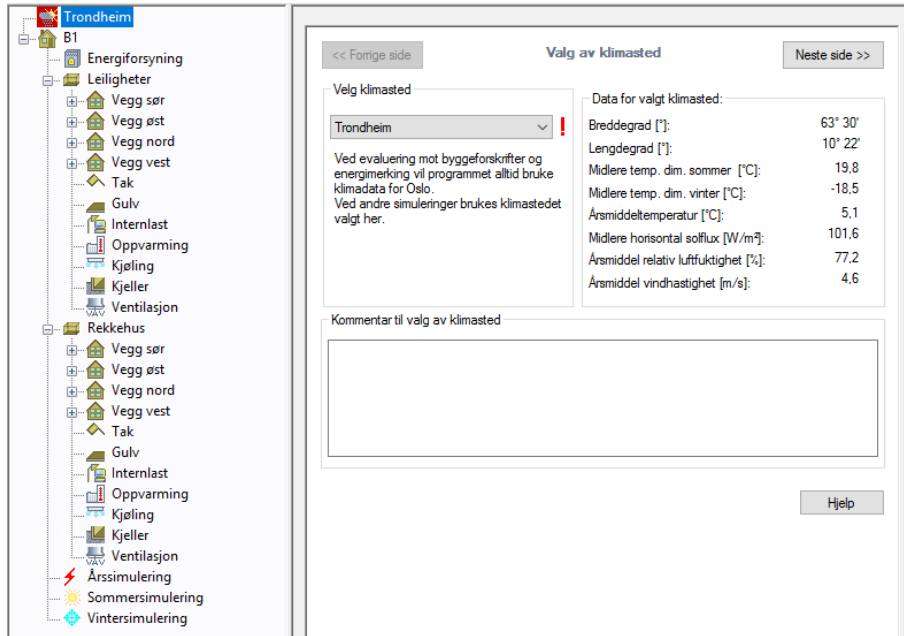 Trondheim
B1
Energiforsyning
Leiligheter
Vegg sør
Vegg øst
Vegg nord
Vegg vest
Tak
Gulv
Internlast
Oppvarming
Kjøling
Kjeller
Ventilasjon
Rekkehus
Vegg sør
Vegg øst
Vegg nord
Vegg vest
Tak
Gulv
Internlast
Oppvarming
Kjøling
Kjeller
Ventilasjon
Årssimulering
Sommersimulering
Vintersimulering
<< Forrige side
Valg av klimasted
Neste side >>
Velg klimasted
Trondheim
!
Ved evaluering mot byggeforskrifter og
energimerking vil programmet alltid bruke
klimadata for Oslo.
Ved andre simuleringer brukes klimastedet
valgt her.
Data for valgt klimasted:
Breddegrad [°]: 63° 30'
Lengdegrad [°]: 10° 22'
Midlere temp. dim. sommer [°C]: 19,8
Midlere temp. dim. vinter [°C]: -18,5
Årsmiddeltemperatur [°C]: 5,1
Midlere horisontal solflux [W/m²]: 101,6
Årsmiddel relativ luftfuktighet [%]: 77,2
Årsmiddel vindhastighet [m/s]: 4,6
Kommentar til valg av klimasted
Hjelp